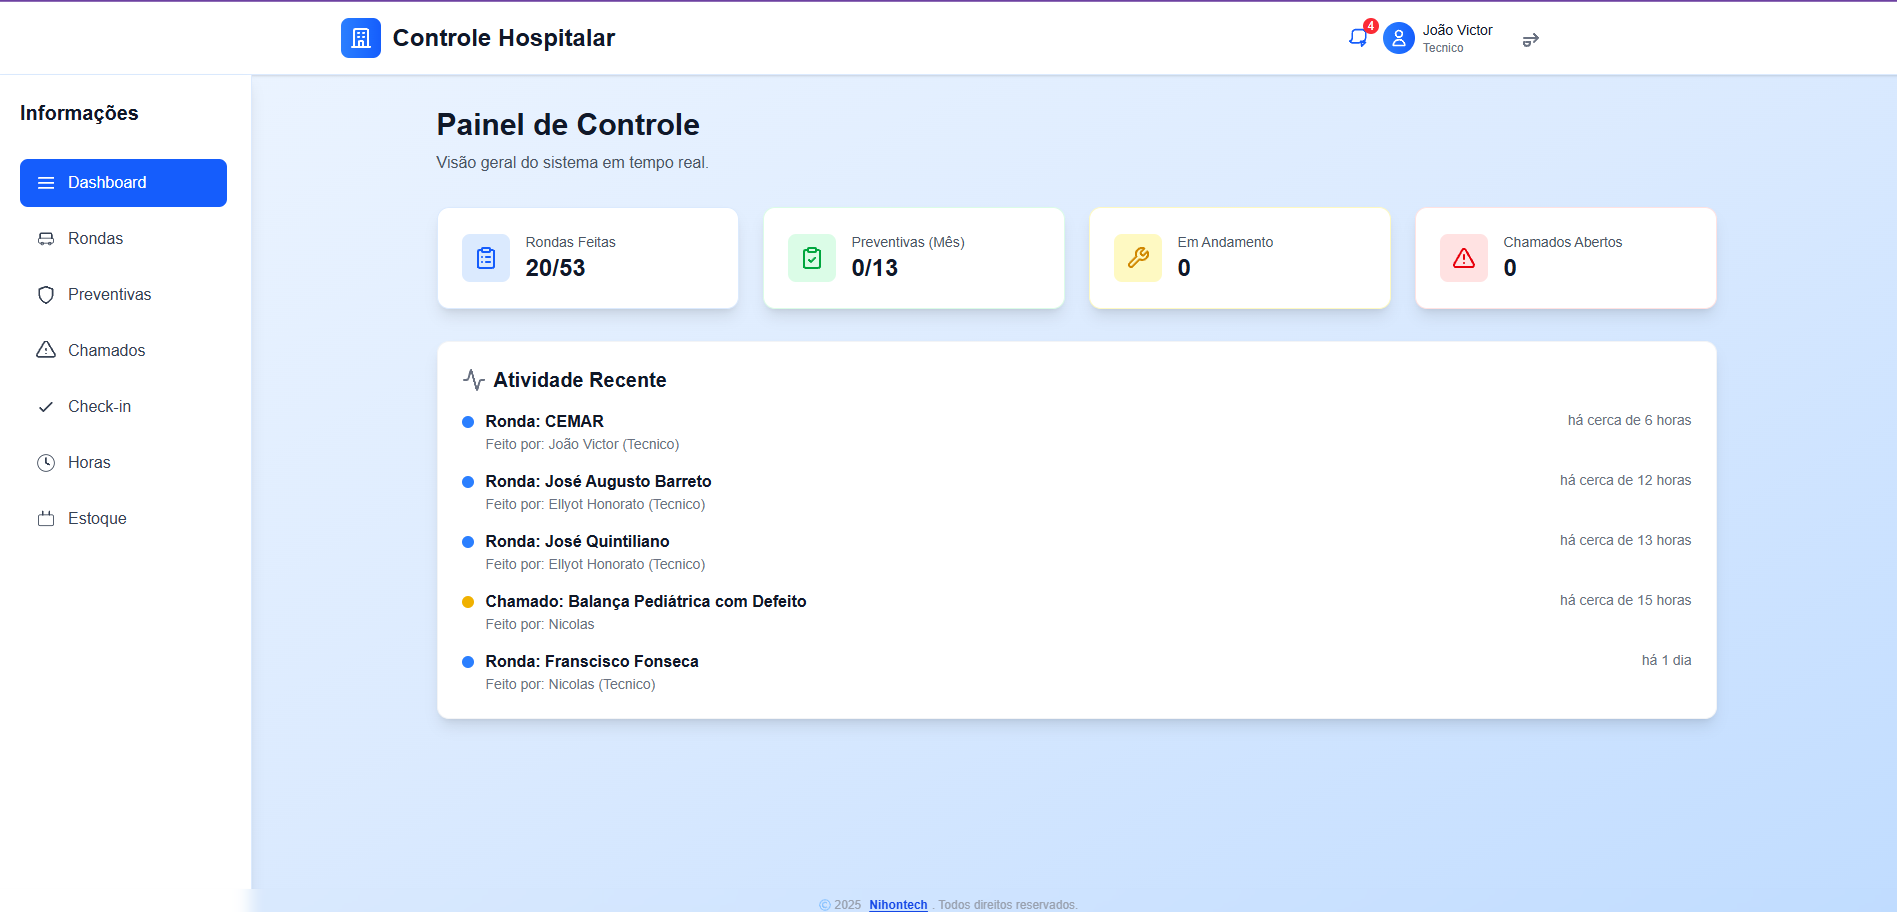 Controle Hospitalar
4
João Victor
Tecnico
Informações
Dashboard
Rondas
Preventivas
Chamados
Check-in
Horas
Estoque
Painel de Controle
Visão geral do sistema em tempo real.
Rondas Feitas
20/53
Preventivas (Mês)
0/13
Em Andamento
0
Chamados Abertos
0
Atividade Recente
Ronda: CEMAR
há cerca de 6 horas
Feito por: João Victor (Tecnico)
Ronda: José Augusto Barreto
há cerca de 12 horas
Feito por: Ellyot Honorato (Tecnico)
Ronda: José Quintiliano
há cerca de 13 horas
Feito por: Ellyot Honorato (Tecnico)
Chamado: Balança Pediátrica com Defeito
há cerca de 15 horas
Feito por: Nicolas
Ronda: Franscisco Fonseca
há 1 dia
Feito por: Nicolas (Tecnico)
© 2025 Nihontech . Todos direitos reservados.